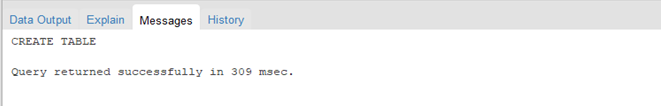 Data Output Explain Messages History
CREATE TABLE
Query returned successfully in 309 msec.